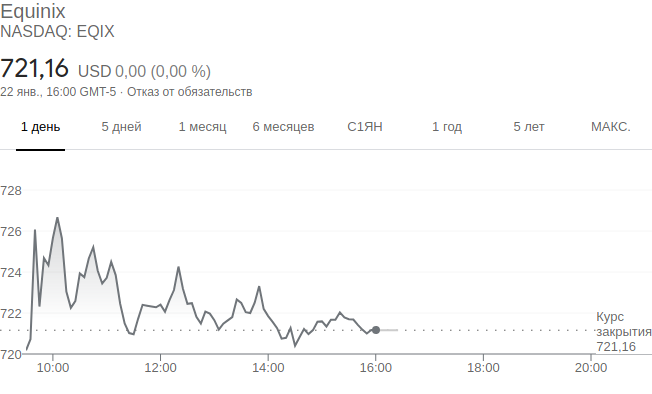 Equinix
NASDAQ: EQIX
721,16 USD 0,00 (0,00 %)
22 янв., 16:00 GMT-5 · Отказ от обязательств
1 день 5 дней 1 месяц 6 месяцев С1ЯН 1 год 5 лет МАКС.
728
726
724
722
720
Курс
закрытия
721,16
10:00 12:00 14:00 16:00 18:00 20:00